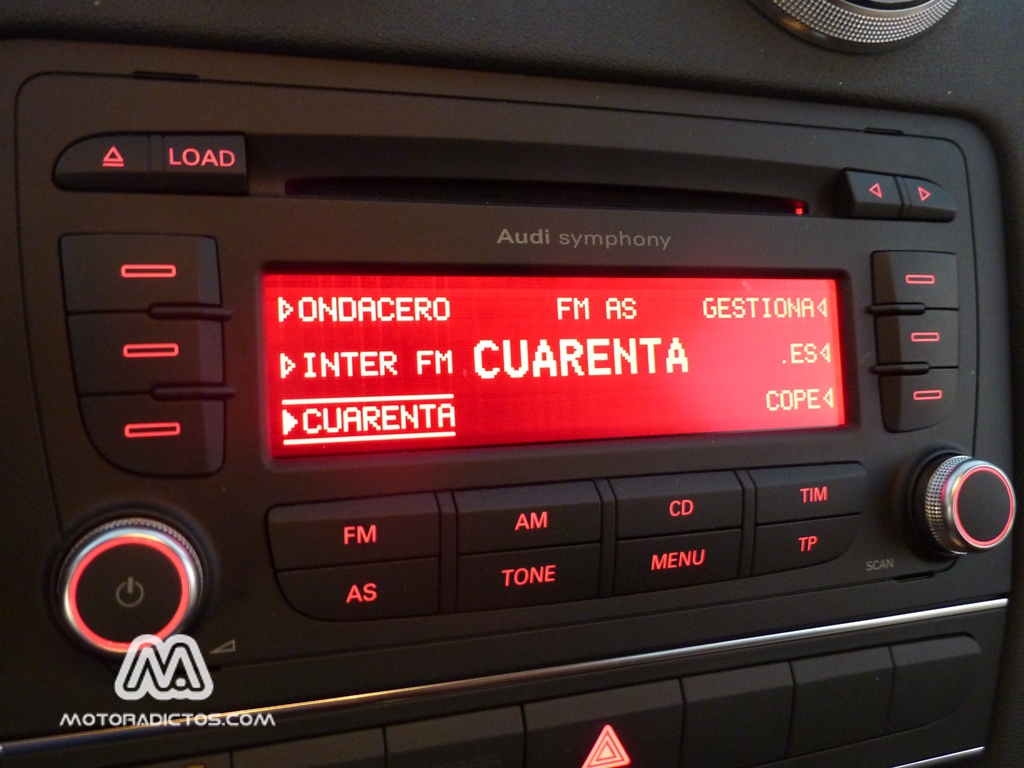 LOAD
Audi symphony
ONDACERO FM AS GESTIONA
INTER FM CUARENTA .ES
CUARENTA COPE
FM AM CD TIM
AS TONE MENU TP
SCAN
M
MOTORADICTOS.COM